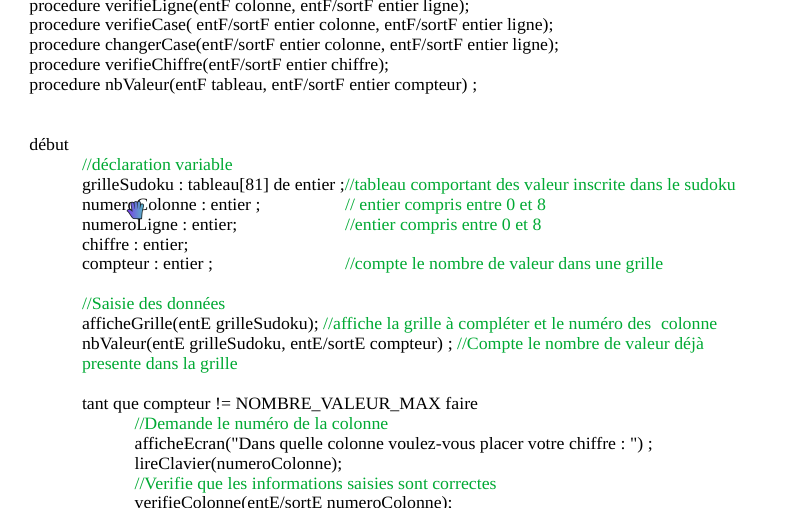 procedure verifieLigne(entF colonne, entF/sortF entier ligne);
procedure verifieCase( entF/sortF entier colonne, entF/sortF entier ligne);
procedure changerCase(entF/sortF entier colonne, entF/sortF entier ligne);
procedure verifieChiffre(entF/sortF entier chiffre);
procedure nbValeur(entF tableau, entF/sortF entier compteur) ;
début
//déclaration variable
grilleSudoku : tableau[81] de entier ;//tableau comportant des valeur inscrite dans le sudoku
numeroColonne : entier ; // entier compris entre 0 et 8
numeroLigne : entier; //entier compris entre 0 et 8
chiffre : entier;
compteur : entier ; //compte le nombre de valeur dans une grille
//Saisie des données
afficheGrille(entE grilleSudoku); //affiche la grille à compléter et le numéro des  colonne
nbValeur(entE grilleSudoku, entE/sortE compteur) ; //Compte le nombre de valeur déjà
presente dans la grille
tant que compteur != NOMBRE_VALEUR_MAX faire
//Demande le numéro de la colonne
afficheEcran("Dans quelle colonne voulez-vous placer votre chiffre : ") ;
lireClavier(numeroColonne);
//Verifie que les informations saisies sont correctes
verifieColonne(entE/sortE numeroColonne);